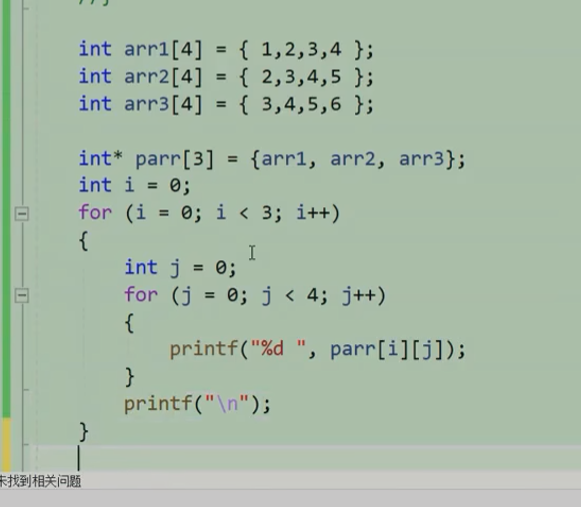 int arr1[4] = { 1,2,3,4 };
int arr2[4] = { 2,3,4,5 };
int arr3[4] = { 3,4,5,6 };
int* parr[3] = {arr1, arr2, arr3};
int i = 0;
for (i = 0; i < 3; i++)
{
int j = 0;
for (j = 0; j < 4; j++)
{
printf("%d ", parr[i][j]);
}
printf("\n");
}
未找到相关问题